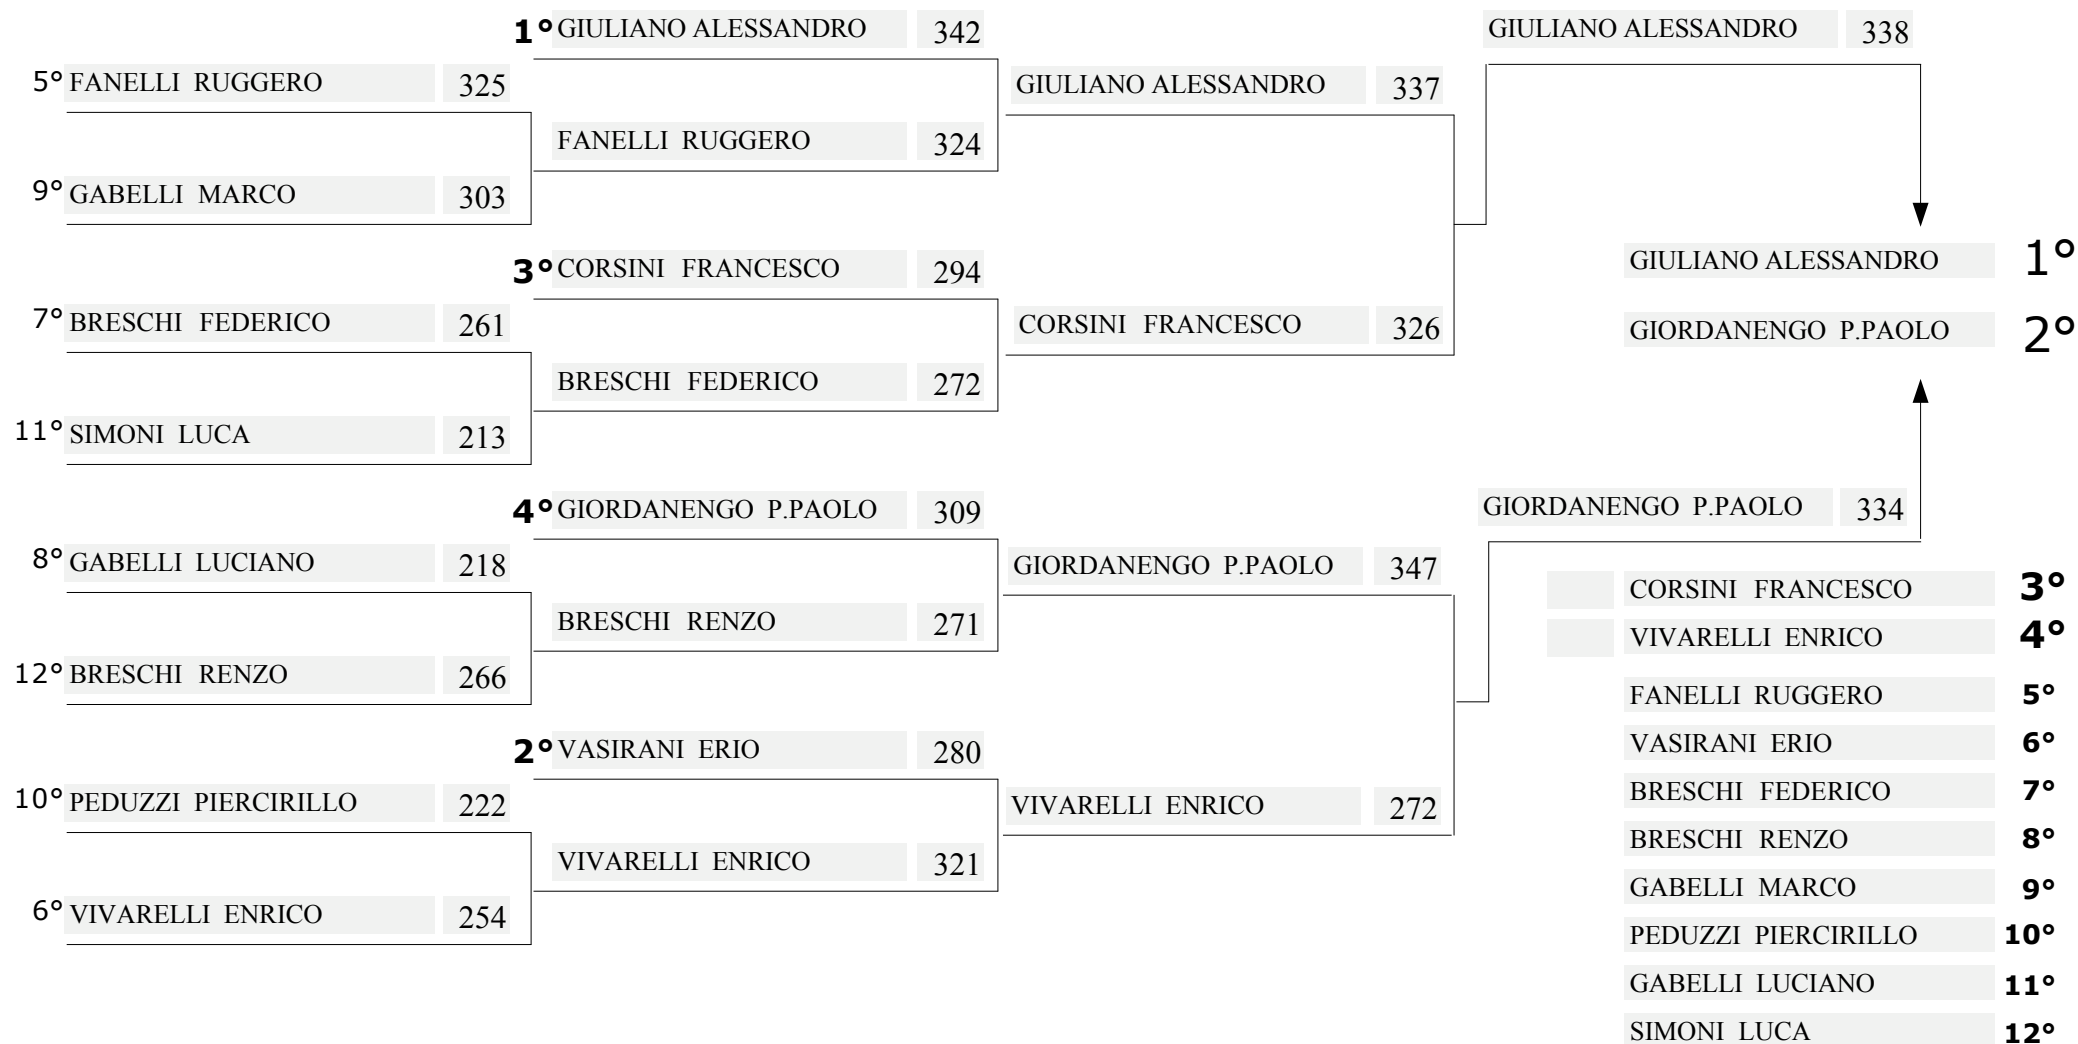 1° GIULIANO ALESSANDRO 342
GIULIANO ALESSANDRO 338
5° FANELLI RUGGERO 325
GIULIANO ALESSANDRO 337
FANELLI RUGGERO 324
9° GABELLI MARCO 303
GIULIANO ALESSANDRO 1°
3° CORSINI FRANCESCO 294
7° BRESCHI FEDERICO 261
CORSINI FRANCESCO 326
GIORDANENGO P.PAOLO 2°
BRESCHI FEDERICO 272
11° SIMONI LUCA 213
4° GIORDANENGO P.PAOLO 309
GIORDANENGO P.PAOLO 334
8° GABELLI LUCIANO 218
GIORDANENGO P.PAOLO 347
CORSINI FRANCESCO 3°
BRESCHI RENZO 271
VIVARELLI ENRICO 4°
12° BRESCHI RENZO 266
FANELLI RUGGERO 5°
2° VASIRANI ERIO 280
VASIRANI ERIO 6°
10° PEDUZZI PIERCIRILLO 222
VIVARELLI ENRICO 272
BRESCHI FEDERICO 7°
BRESCHI RENZO 8°
VIVARELLI ENRICO 321
GABELLI MARCO 9°
6° VIVARELLI ENRICO 254
PEDUZZI PIERCIRILLO 10°
GABELLI LUCIANO 11°
SIMONI LUCA 12°